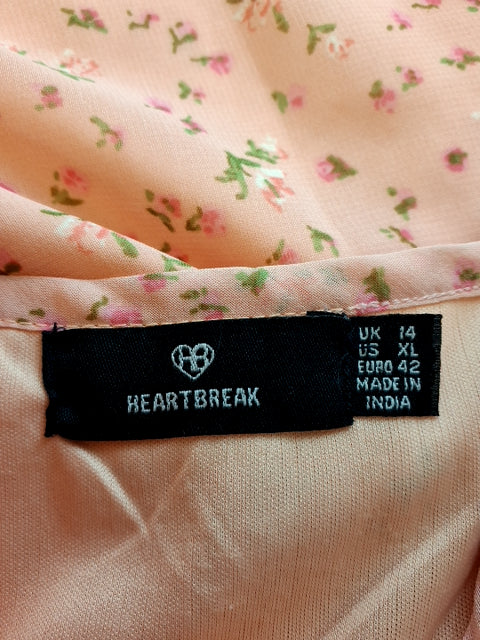 HB
HEARTBREAK
UK 14
US XL
EURO 42
MADE IN
INDIA